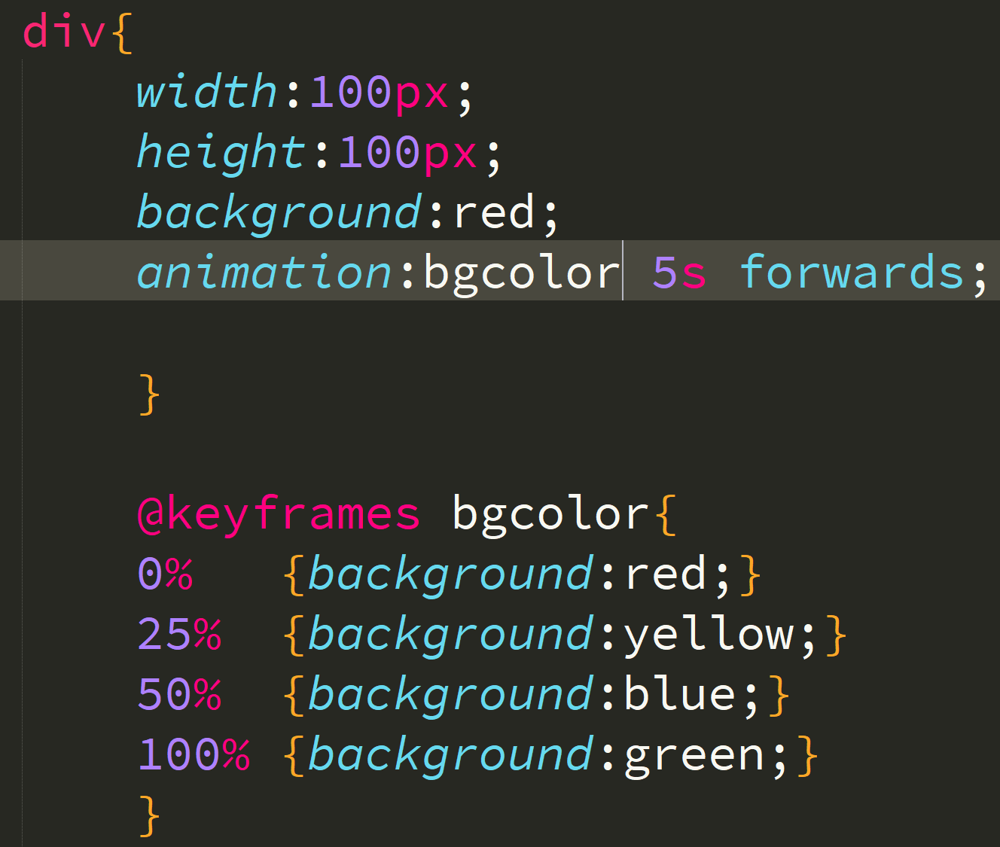 div{
width:100px;
height:100px;
background:red;
animation:bgcolor 5s forwards;
}
@keyframes bgcolor{
0% {background:red;}
25% {background:yellow;}
50% {background:blue;}
100% {background:green;}
}